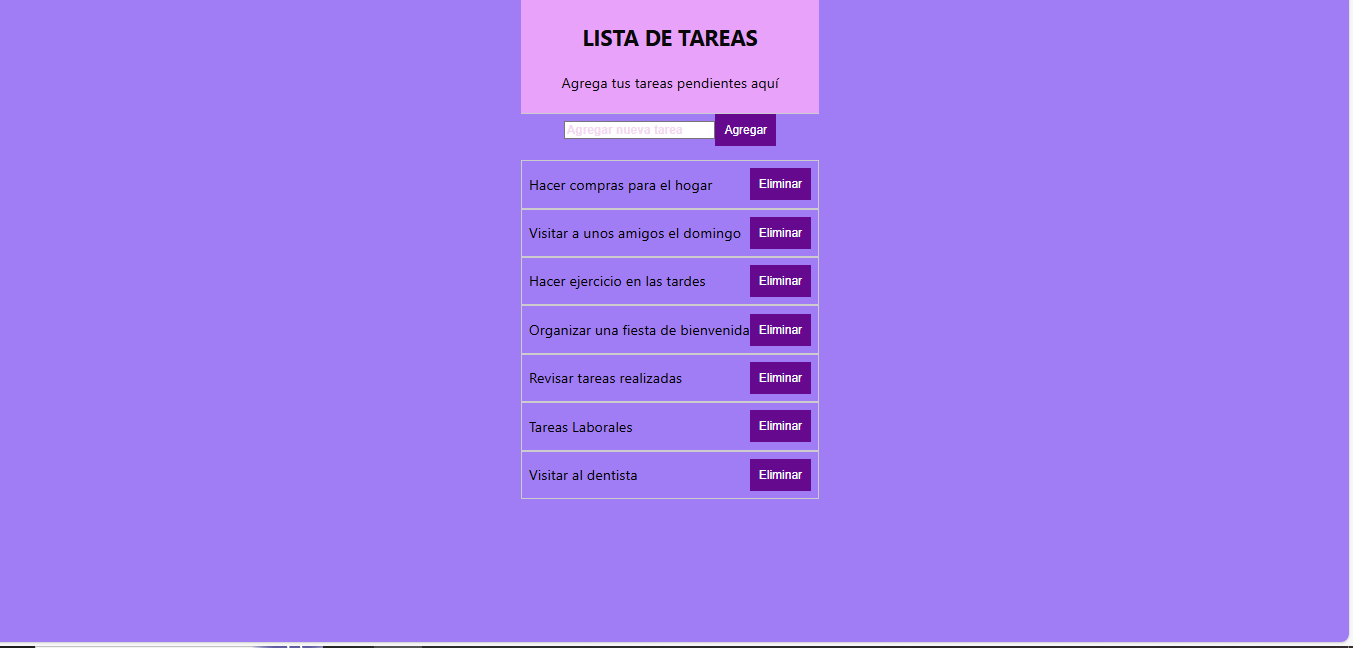 LISTA DE TAREAS
Agrega tus tareas pendientes aquí
Agregar nueva tarea Agregar
Hacer compras para el hogar Eliminar
Visitar a unos amigos el domingo Eliminar
Hacer ejercicio en las tardes Eliminar
Organizar una fiesta de bienvenida Eliminar
Revisar tareas realizadas Eliminar
Tareas Laborales Eliminar
Visitar al dentista Eliminar